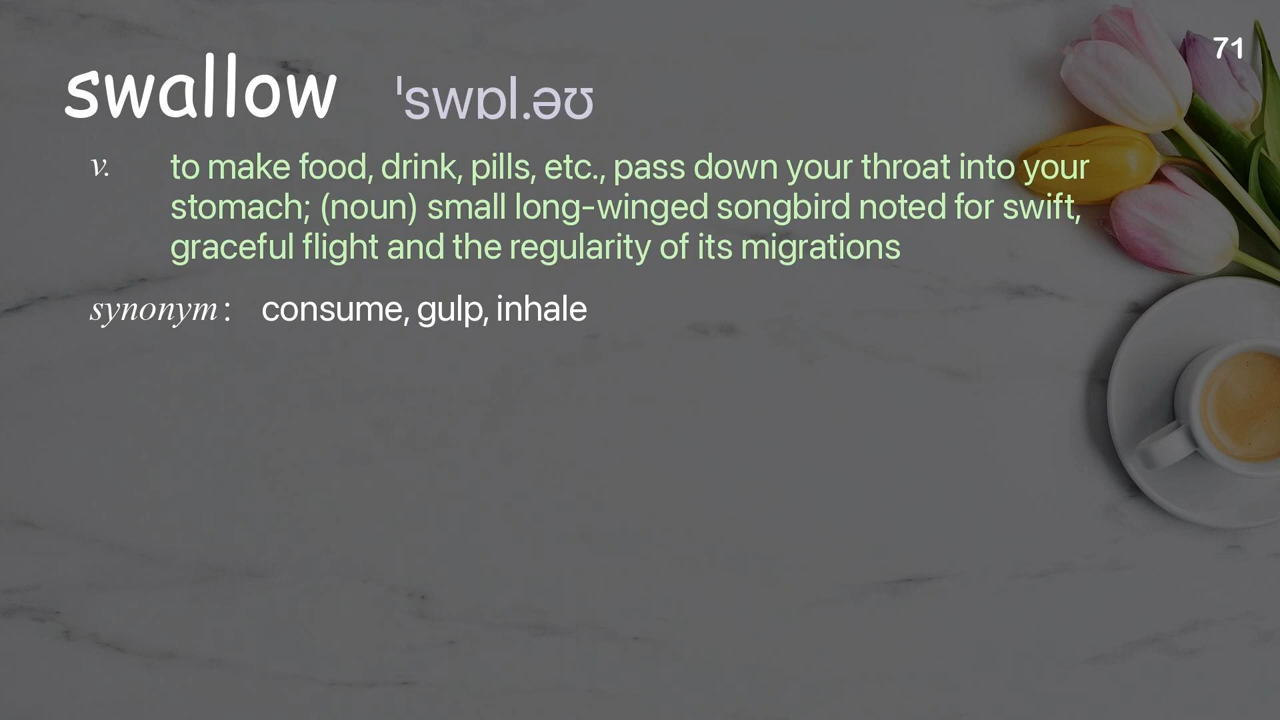 71
swallow ˈswɒl.əʊ
v. to make food, drink, pills, etc., pass down your throat into your
stomach; (noun) small long-winged songbird noted for swift,
graceful flight and the regularity of its migrations
synonym: consume, gulp, inhale